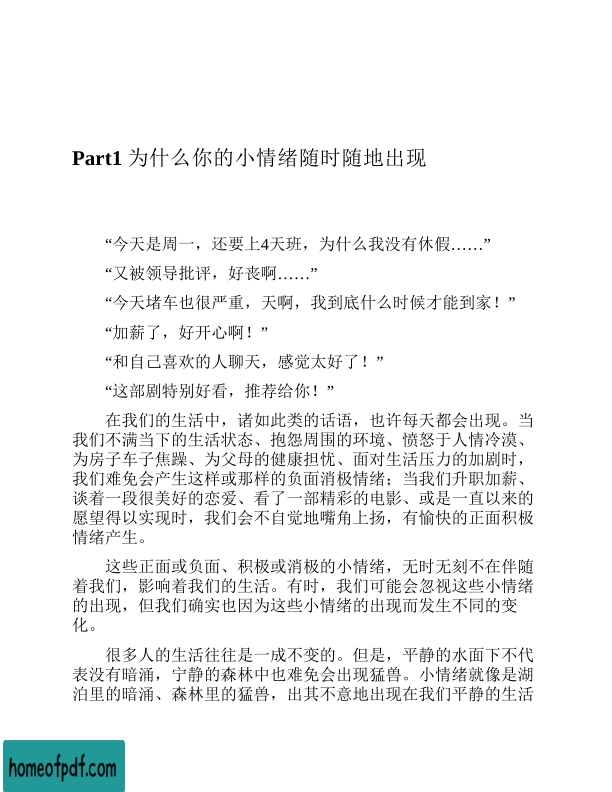 Part1 为什么你的小情绪随时随地出现
“今天是周一，还要上4天班，为什么我没有休假……”
“又被领导批评，好丧啊……”
“今天堵车也很严重，天啊，我到底什么时候才能到家！”
“加薪了，好开心啊！”
“和自己喜欢的人聊天，感觉太好了！”
“这部剧特别好看，推荐给你！”
在我们的生活中，诸如此类的话语，也许每天都会出现。当
我们不满当下的生活状态、抱怨周围的环境、愤怒于人情冷漠、
为房子车子焦躁、为父母的健康担忧、面对生活压力的加剧时，
我们难免会产生这样或那样的负面消极情绪；当我们升职加薪、
谈着一段很美好的恋爱、看了一部精彩的电影、或是一直以来的
愿望得以实现时，我们会不自觉地嘴角上扬，有愉快的正面积极
情绪产生。
这些正面或负面、积极或消极的小情绪，无时无刻不在伴随
着我们，影响着我们的生活。有时，我们可能会忽视这些小情绪
的出现，但我们确实也因为这些小情绪的出现而发生不同的变
化。
很多人的生活往往是一成不变的。但是，平静的水面下不代
表没有暗涌，宁静的森林中也难免会出现猛兽。小情绪就像是湖
泊里的暗涌、森林里的猛兽，出其不意地出现在我们平静的生活
homeofpdf.com